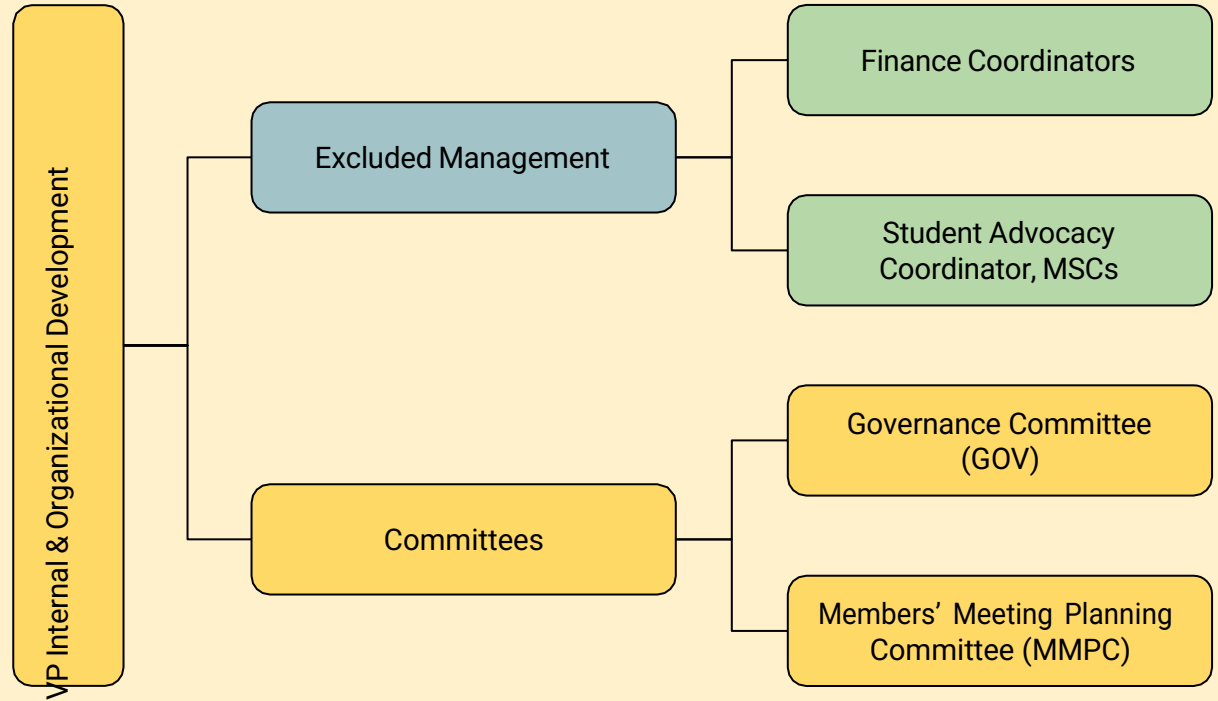 VP Internal & Organizational Development
Excluded Management
Finance Coordinators
Student Advocacy
Coordinator, MSCs
Committees
Governance Committee
(GOV)
Members’ Meeting Planning
Committee (MMPC)